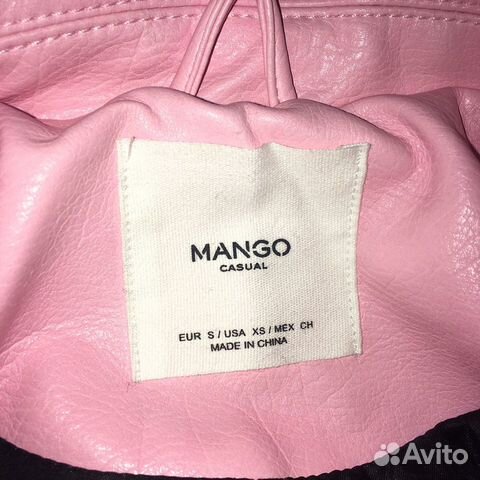 MANGO
CASUAL
EUR S / USA XS / MEX CH
MADE IN CHINA
Avito